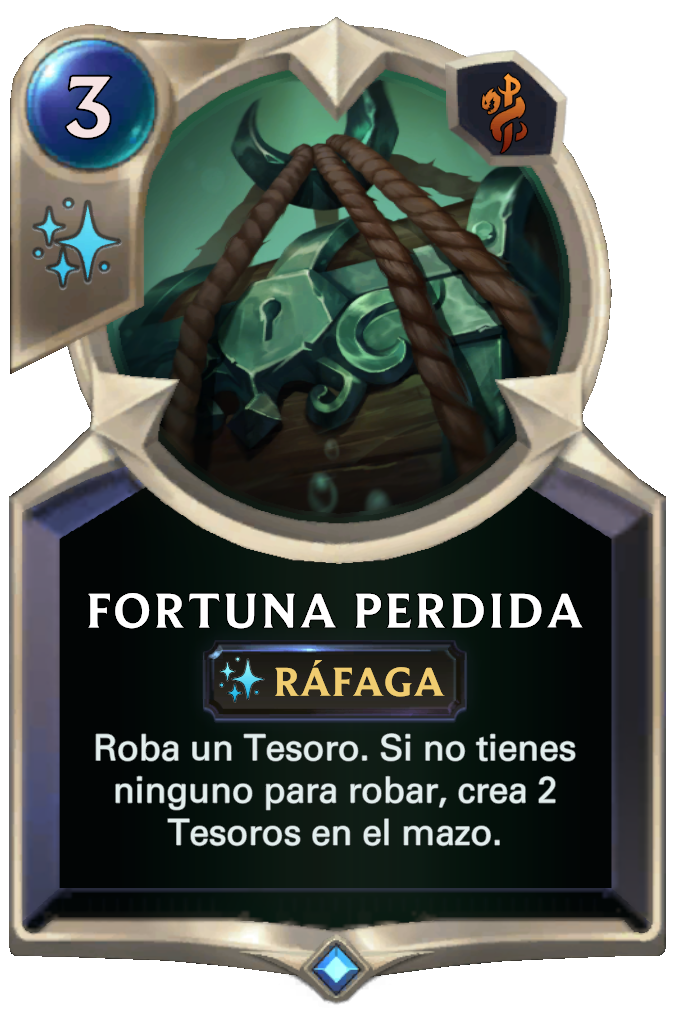 3
FORTUNA PERDIDA
RÁFAGA
Roba un Tesoro. Si no tienes
ninguno para robar, crea 2
Tesoros en el mazo.